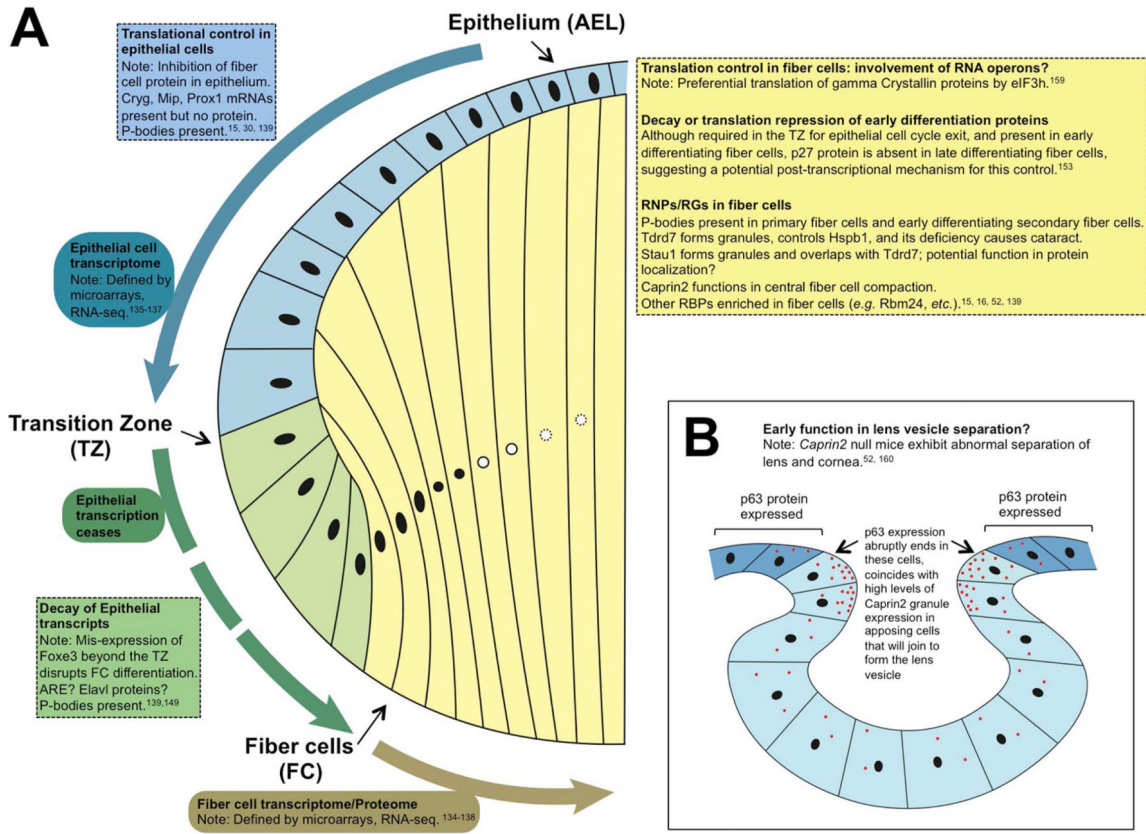 A
Epithelium (AEL)
Translational control in
epithelial cells
Note: Inhibition of fiber
cell protein in epithelium.
Cryg, Mip, Prox1 mRNAs
present but no protein.
P-bodies present.15, 30, 139
Translation control in fiber cells: involvement of RNA operons?
Note: Preferential translation of gamma Crystallin proteins by eIF3h.159
Decay or translation repression of early differentiation proteins
Although required in the TZ for epithelial cell cycle exit, and present in early
differentiating fiber cells, p27 protein is absent in late differentiating fiber cells,
suggesting a potential post-transcriptional mechanism for this control.153
RNPs/RGs in fiber cells
P-bodies present in primary fiber cells and early differentiating secondary fiber cells.
Tdrd7 forms granules, controls Hspb1, and its deficiency causes cataract.
Stau1 forms granules and overlaps with Tdrd7; potential function in protein
localization?
Caprin2 functions in central fiber cell compaction.
Other RBPs enriched in fiber cells (e.g. Rbm24, etc.).15, 16, 52, 139
Epithelial cell
transcriptome
Note: Defined by
microarrays,
RNA-seq.135-137
Transition Zone
(TZ)
Epithelial
transcription
ceases
Decay of Epithelial
transcripts
Note: Mis-expression of
Foxe3 beyond the TZ
disrupts FC differentiation.
ARE? Elavl proteins?
P-bodies present.139,149
Fiber cells
(FC)
Fiber cell transcriptome/Proteome
Note: Defined by microarrays, RNA-seq. 134-138
B
Early function in lens vesicle separation?
Note: Caprin2 null mice exhibit abnormal separation of
lens and cornea.52, 160
p63 protein
expressed
p63 protein
expressed
p63 expression
abruptly ends in
these cells,
coincides with
high levels of
Caprin2 granule
expression in
apposing cells
that will join to
form the lens
vesicle